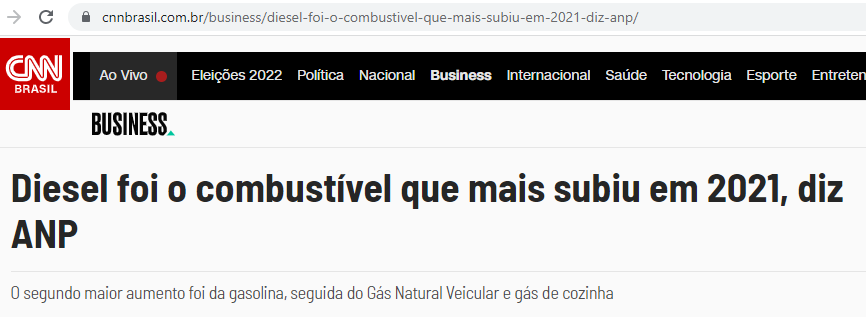 cnnbrasil.com.br/business/diesel-foi-o-combustivel-que-mais-subiu-em-2021-diz-anp/
CNN
BRASIL
Ao Vivo Eleições 2022 Política Nacional Business Internacional Saúde Tecnologia Esporte Entreten
BUSINESS
Diesel foi o combustível que mais subiu em 2021, diz
ANP
O segundo maior aumento foi da gasolina, seguida do Gás Natural Veicular e gás de cozinha